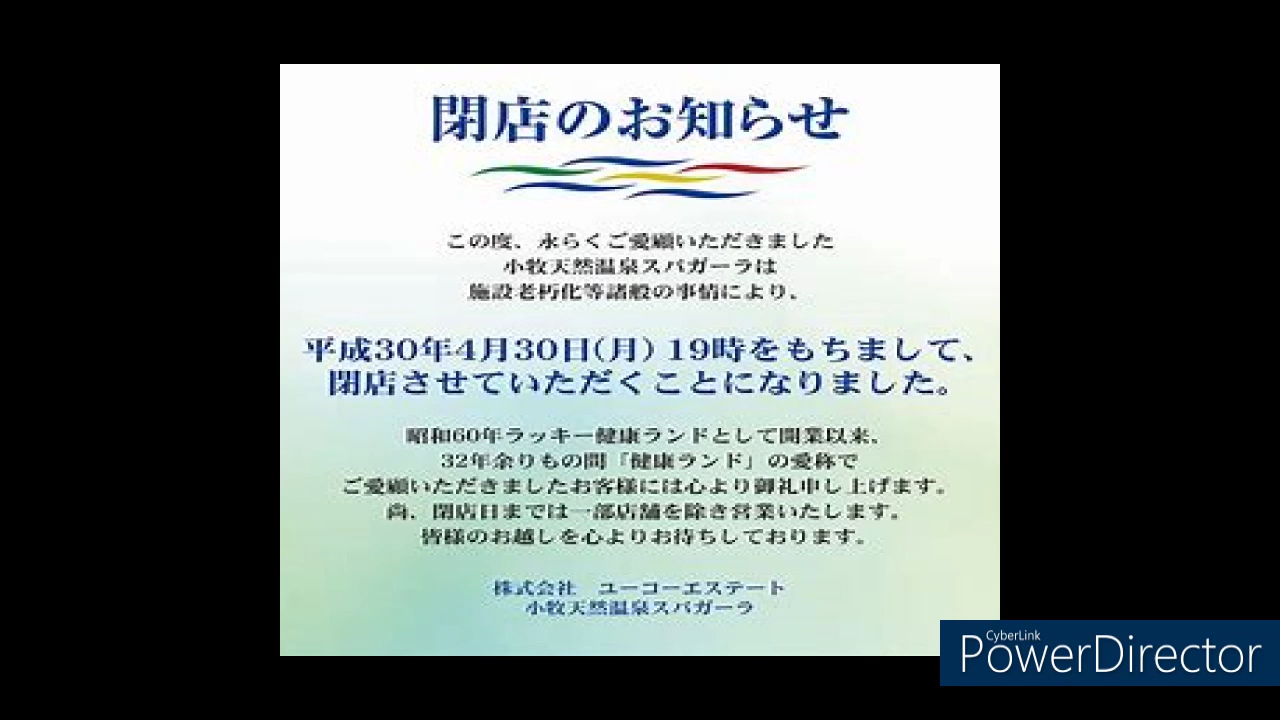 閉店のお知らせ
この度、永らくご愛顧いただきました
小牧天然温泉スパガーラは
施設老朽化等諸般の事情により、
平成30年4月30日(月) 19時をもちまして、
閉店させていただくことになりました。
昭和60年ラッキー健康ランドとして開業以来、
32年余りもの間「健康ランド」の愛称で
ご愛顧いただきましたお客様には心より御礼申し上げます。
尚、閉店日までは一部店舗を除き営業いたします。
皆様のお越しを心よりお待ちしております。
株式会社 ユーコーエステート
小牧天然温泉スパガーラ
CyberLink
PowerDirector